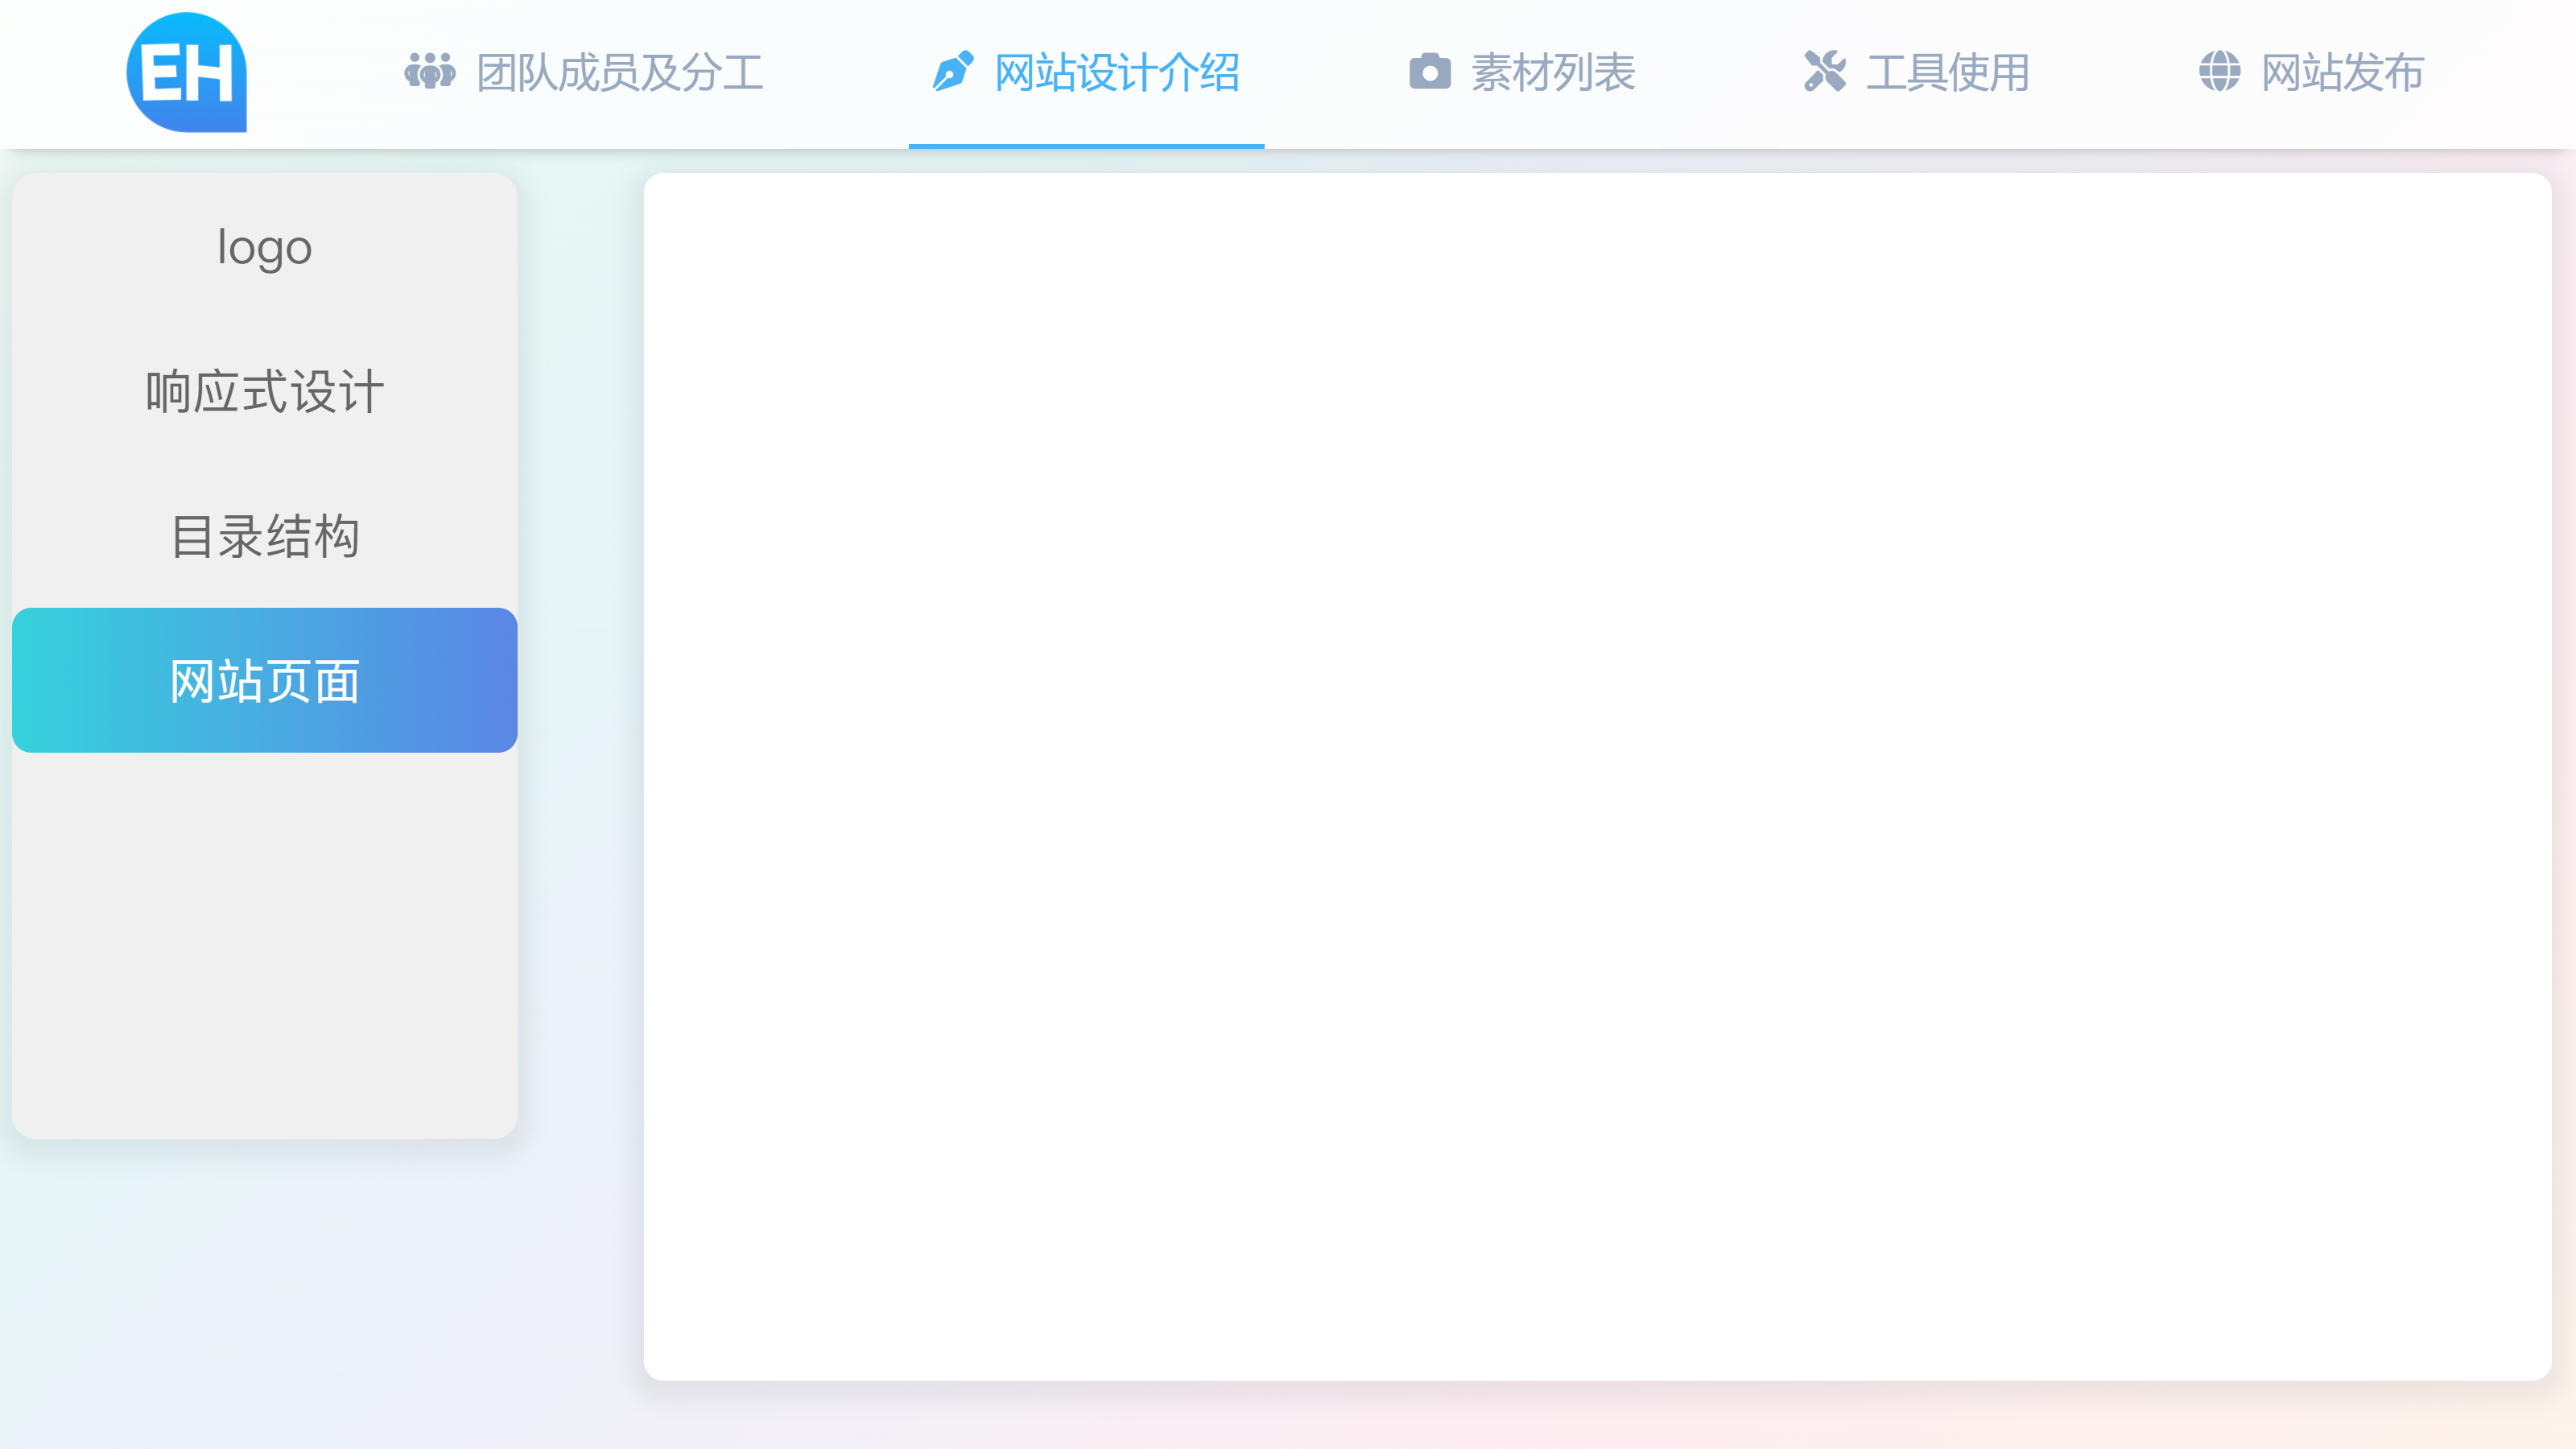 EH
团队成员及分工
网站设计介绍
素材列表
工具使用
网站发布
logo
响应式设计
目录结构
网站页面